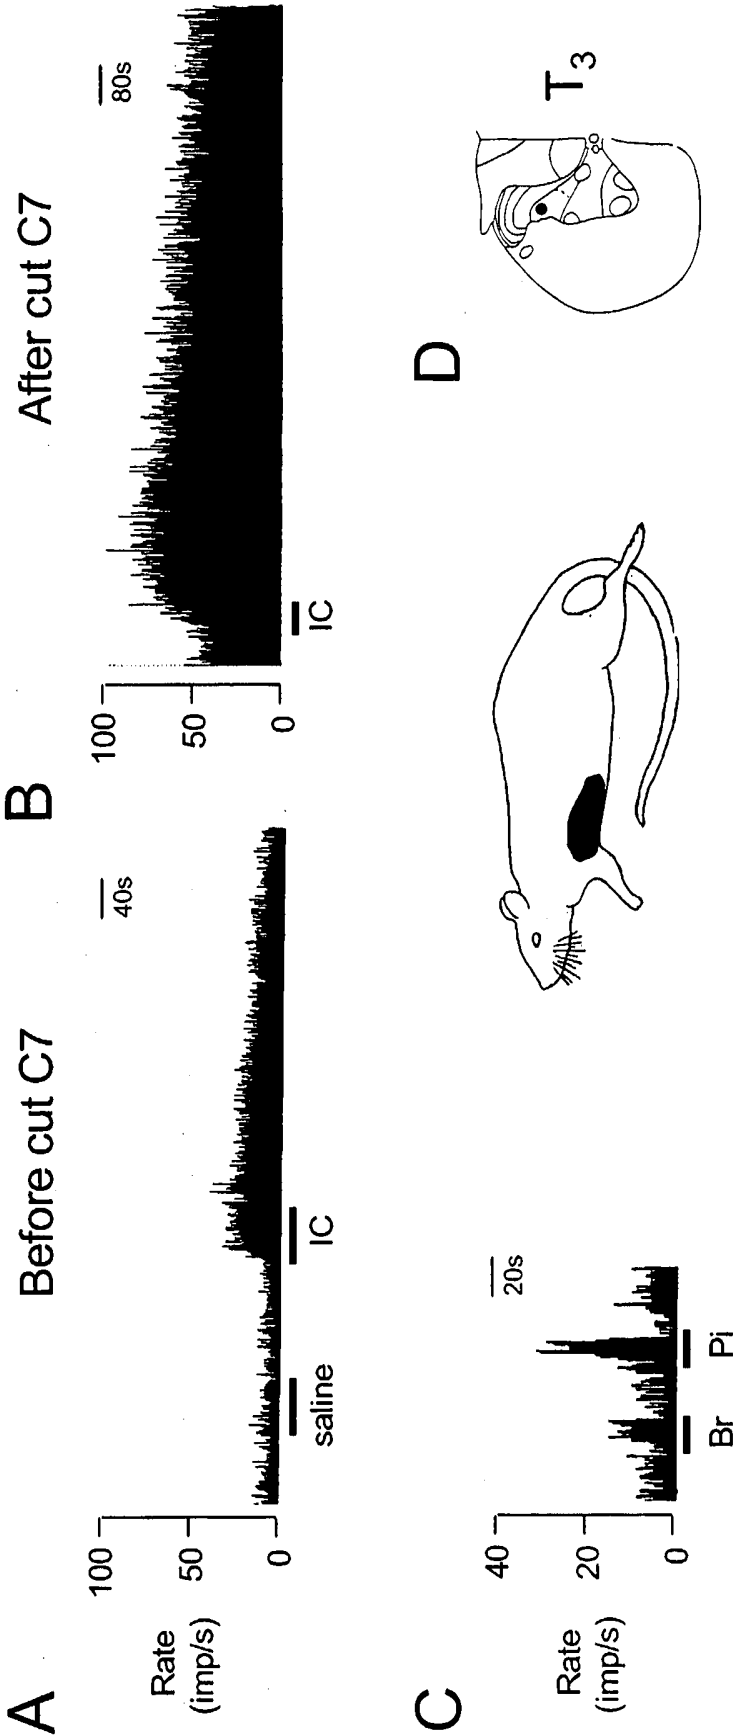 A
Before cut C7
Rate
(imp/s)
100
50
0
40s
saline
IC
B
After cut C7
100
50
0
80s
IC
C
Rate
(imp/s)
40
20
0
20s
Br
Pi
D
T3